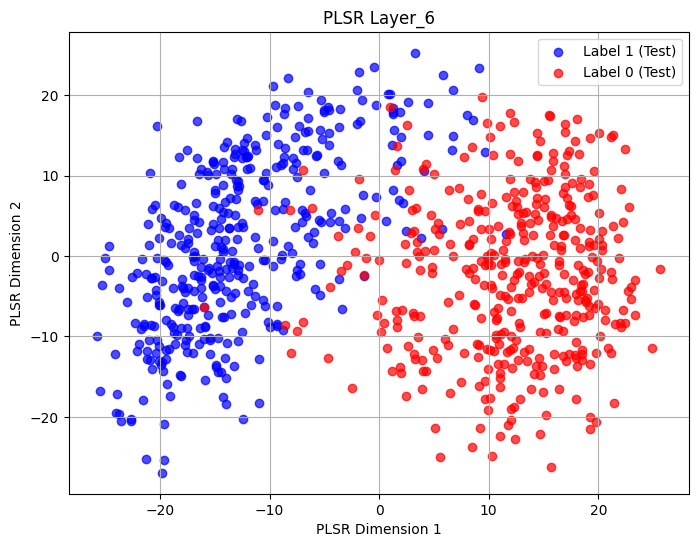 PLSR Layer_6
Label 1 (Test)
Label 0 (Test)
20
10
0
−10
−20
PLSR Dimension 2
−20
−10
0
10
20
PLSR Dimension 1